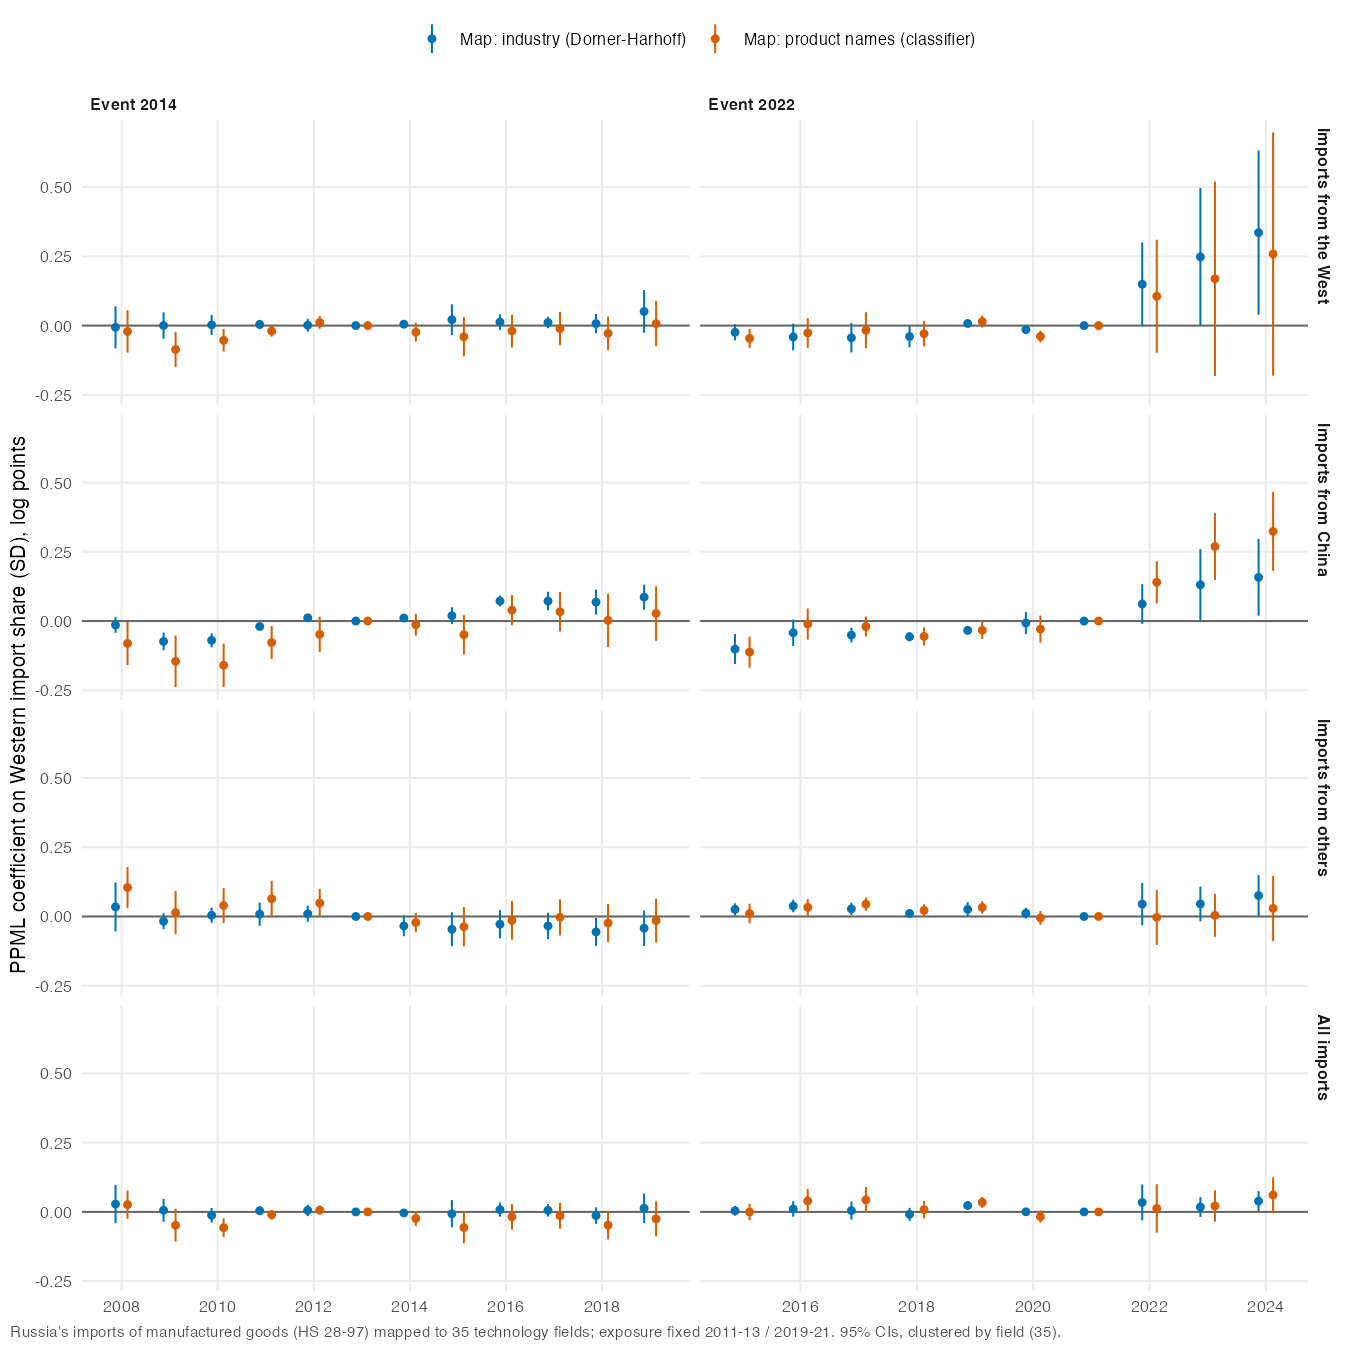 Map: industry (Dorner-Harhoff)
Map: product names (classifier)
Event 2014
Event 2022
Imports from the West
0.50
0.25
0.00
-0.25
Imports from China
0.50
0.25
0.00
-0.25
PPML coefficient on Western import share (SD), log points
Imports from others
0.50
0.25
0.00
-0.25
All imports
0.50
0.25
0.00
-0.25
2008 2010 2012 2014 2016 2018
2016 2018 2020 2022 2024
Russia's imports of manufactured goods (HS 28-97) mapped to 35 technology fields; exposure fixed 2011-13 / 2019-21. 95% CIs, clustered by field (35).